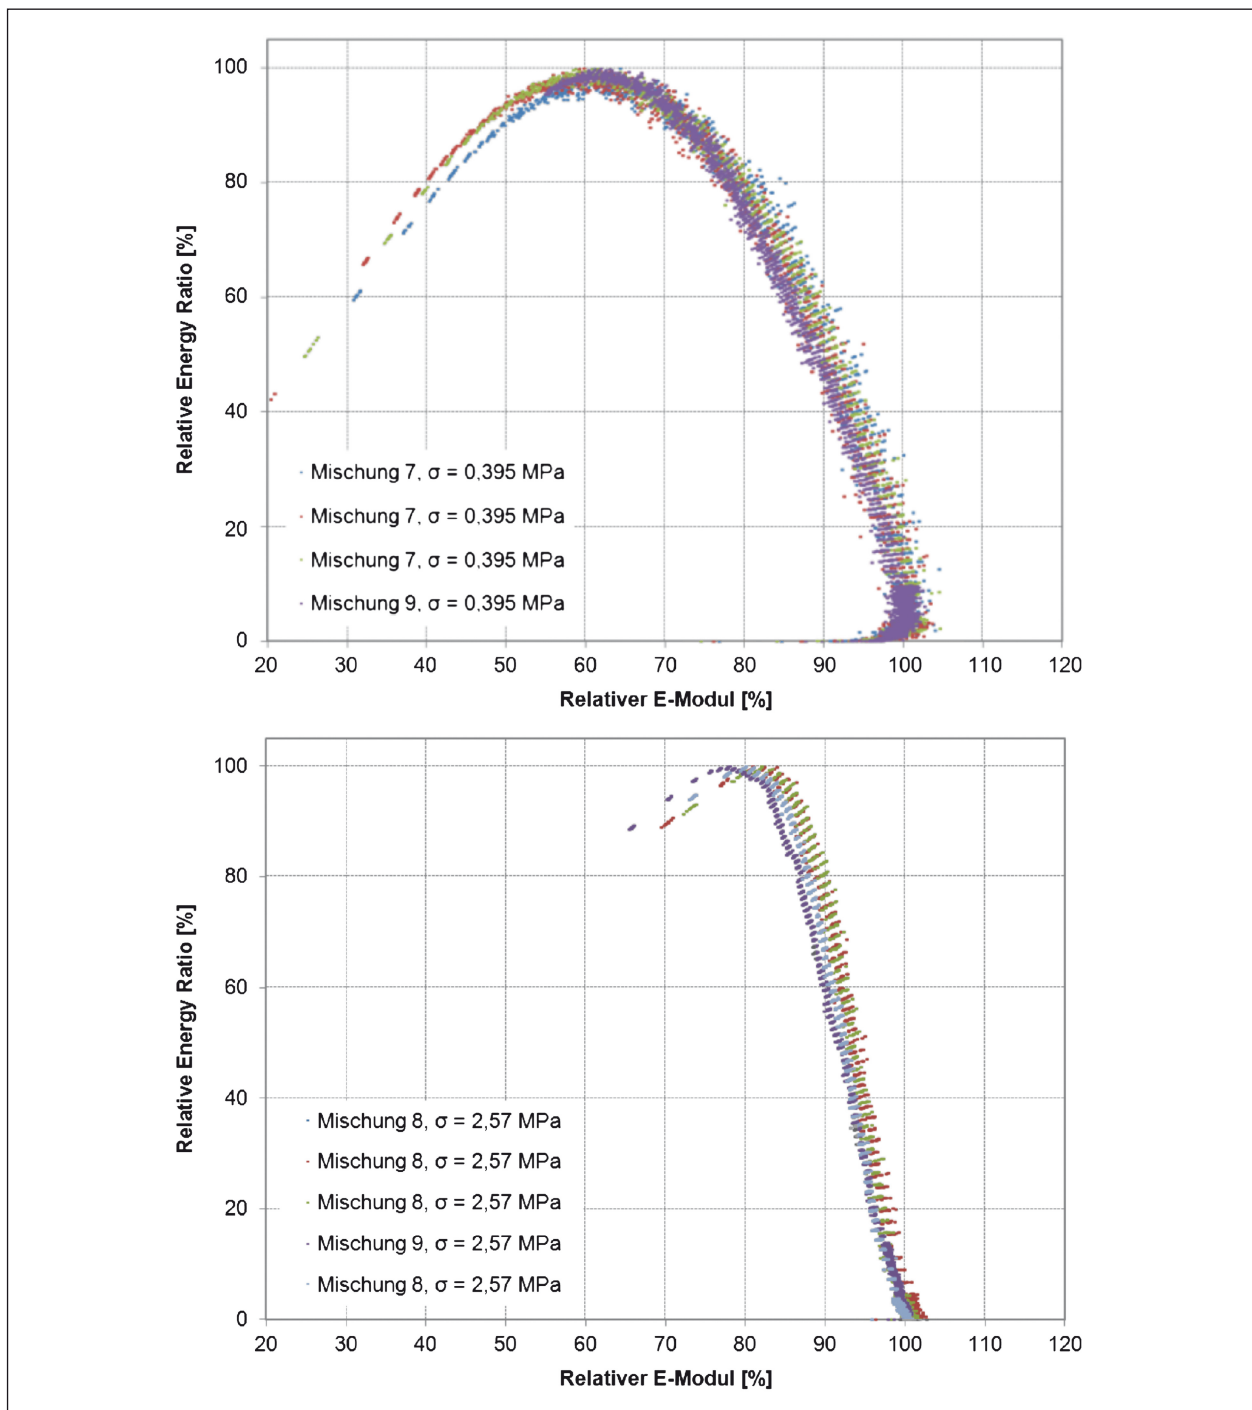 100
80
60
40
20
0
Relative Energy Ratio [%]
Mischung 7, σ = 0,395 MPa
Mischung 7, σ = 0,395 MPa
Mischung 7, σ = 0,395 MPa
Mischung 9, σ = 0,395 MPa
20 30 40 50 60 70 80 90 100 110 120
Relativer E-Modul [%]
100
80
60
40
20
0
Relative Energy Ratio [%]
Mischung 8, σ = 2,57 MPa
Mischung 8, σ = 2,57 MPa
Mischung 8, σ = 2,57 MPa
Mischung 9, σ = 2,57 MPa
Mischung 8, σ = 2,57 MPa
20 30 40 50 60 70 80 90 100 110 120
Relativer E-Modul [%]